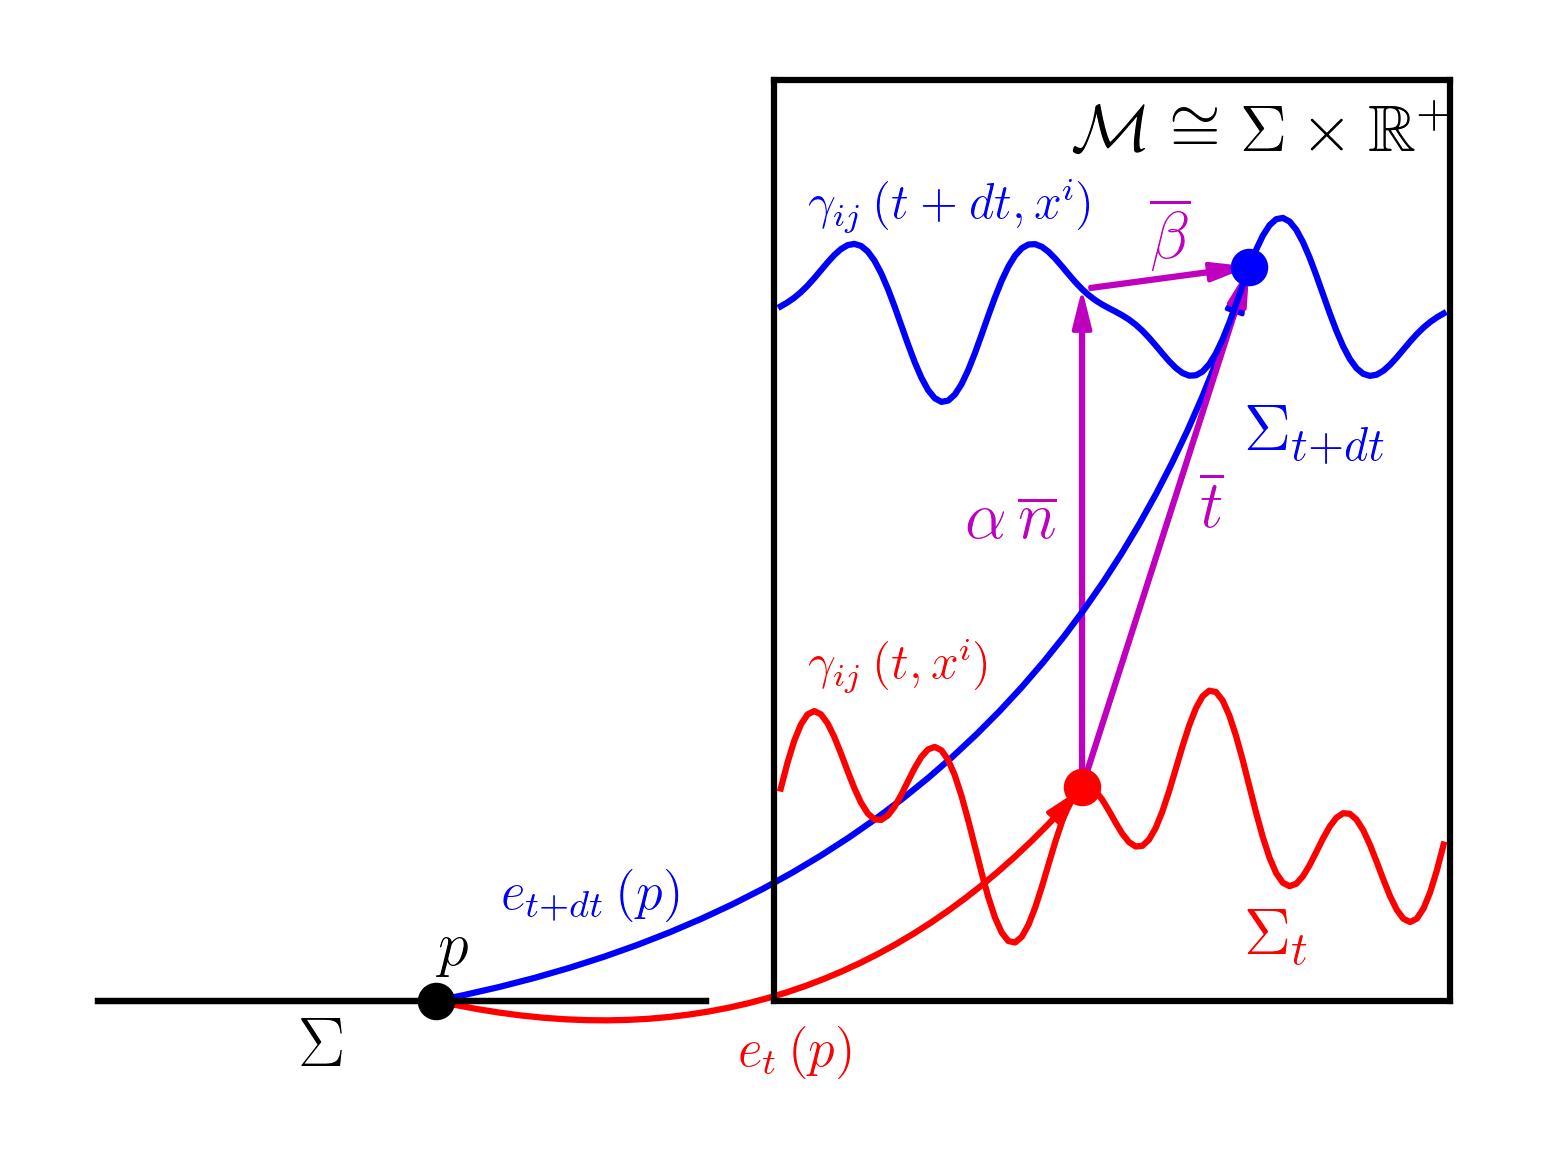 ℳ ≅ Σ × ℝ⁺
γ_{ij} (t + dt, x^i)
β̅
Σ_{t+dt}
t̅
α n̅
γ_{ij} (t, x^i)
e_{t+dt} (p)
p
Σ_t
Σ
e_t (p)